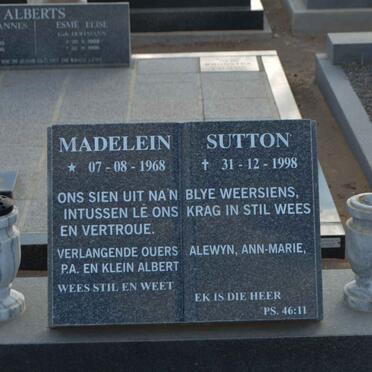 ALBERTS
ANNES ESMÉ ELISE
MADELEIN SUTTON
★ 07-08-1968 † 31-12-1998
ONS SIEN UIT NA'N BLYE WEERSIENS,
INTUSSEN LÊ ONS KRAG IN STIL WEES
EN VERTROUE.
VERLANGENDE OUERS ALEWYN, ANN-MARIE,
P.A. EN KLEIN ALBERT
WEES STIL EN WEET EK IS DIE HEER
PS. 46:11